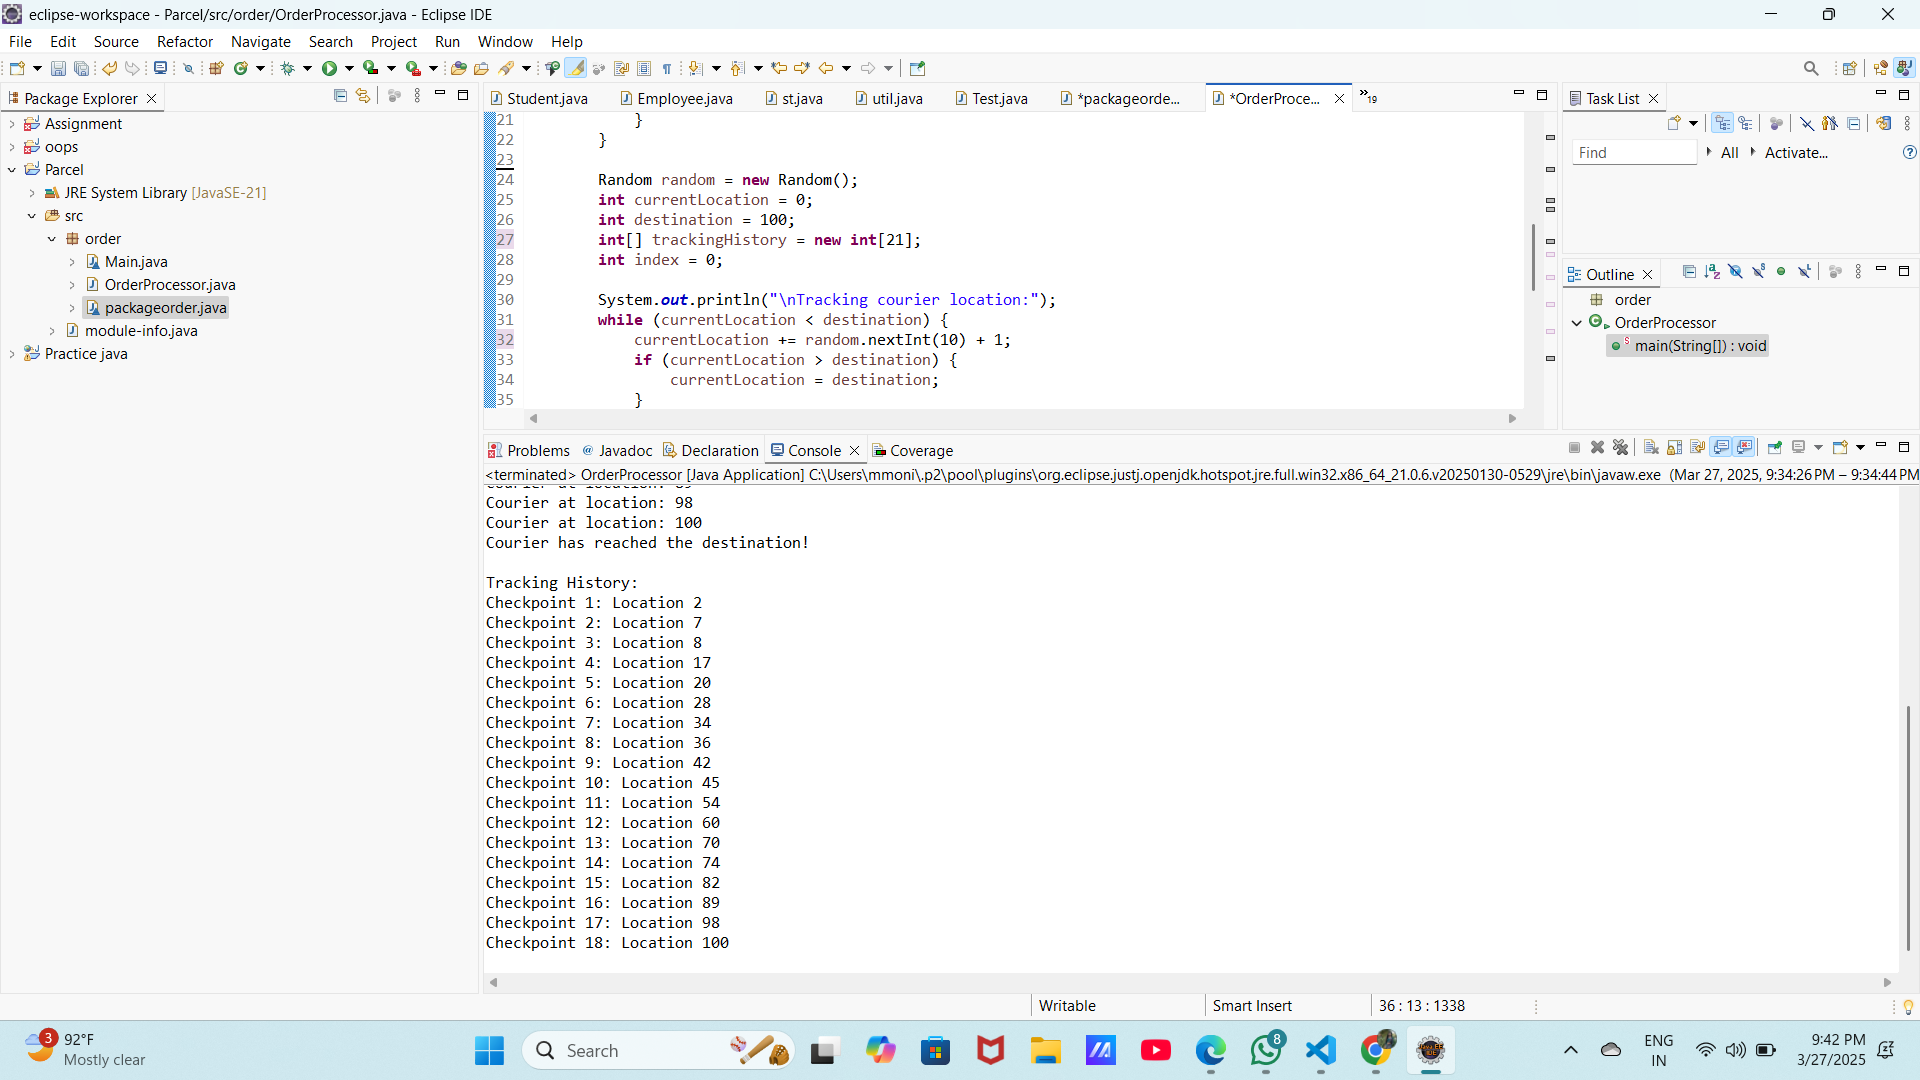 eclipse-workspace - Parcel/src/order/OrderProcessor.java - Eclipse IDE
File Edit Source Refactor Navigate Search Project Run Window Help
Package Explorer
Assignment
oops
Parcel
JRE System Library [JavaSE-21]
src
order
Main.java
OrderProcessor.java
packageorder.java
module-info.java
Practice java
Student.java Employee.java st.java util.java Test.java *packageorde... *OrderProce... »19
21 }
22 }
23
24 Random random = new Random();
25 int currentLocation = 0;
26 int destination = 100;
27 int[] trackingHistory = new int[21];
28 int index = 0;
29
30 System.out.println("\nTracking courier location:");
31 while (currentLocation < destination) {
32 currentLocation += random.nextInt(10) + 1;
33 if (currentLocation > destination) {
34 currentLocation = destination;
35 }
Task List
Find All Activate...
Outline
order
OrderProcessor
main(String[]) : void
Problems Javadoc Declaration Console Coverage
<terminated> OrderProcessor [Java Application] C:\Users\mmoni\.p2\pool\plugins\org.eclipse.justj.openjdk.hotspot.jre.full.win32.x86_64_21.0.6.v20250130-0529\jre\bin\javaw.exe (Mar 27, 2025, 9:34:26 PM – 9:34:44 PM
Courier at location: 89
Courier at location: 98
Courier at location: 100
Courier has reached the destination!
Tracking History:
Checkpoint 1: Location 2
Checkpoint 2: Location 7
Checkpoint 3: Location 8
Checkpoint 4: Location 17
Checkpoint 5: Location 20
Checkpoint 6: Location 28
Checkpoint 7: Location 34
Checkpoint 8: Location 36
Checkpoint 9: Location 42
Checkpoint 10: Location 45
Checkpoint 11: Location 54
Checkpoint 12: Location 60
Checkpoint 13: Location 70
Checkpoint 14: Location 74
Checkpoint 15: Location 82
Checkpoint 16: Location 89
Checkpoint 17: Location 98
Checkpoint 18: Location 100
Writable Smart Insert 36 : 13 : 1338
3 92°F
Mostly clear
Search
8
ENG
IN
9:42 PM
3/27/2025